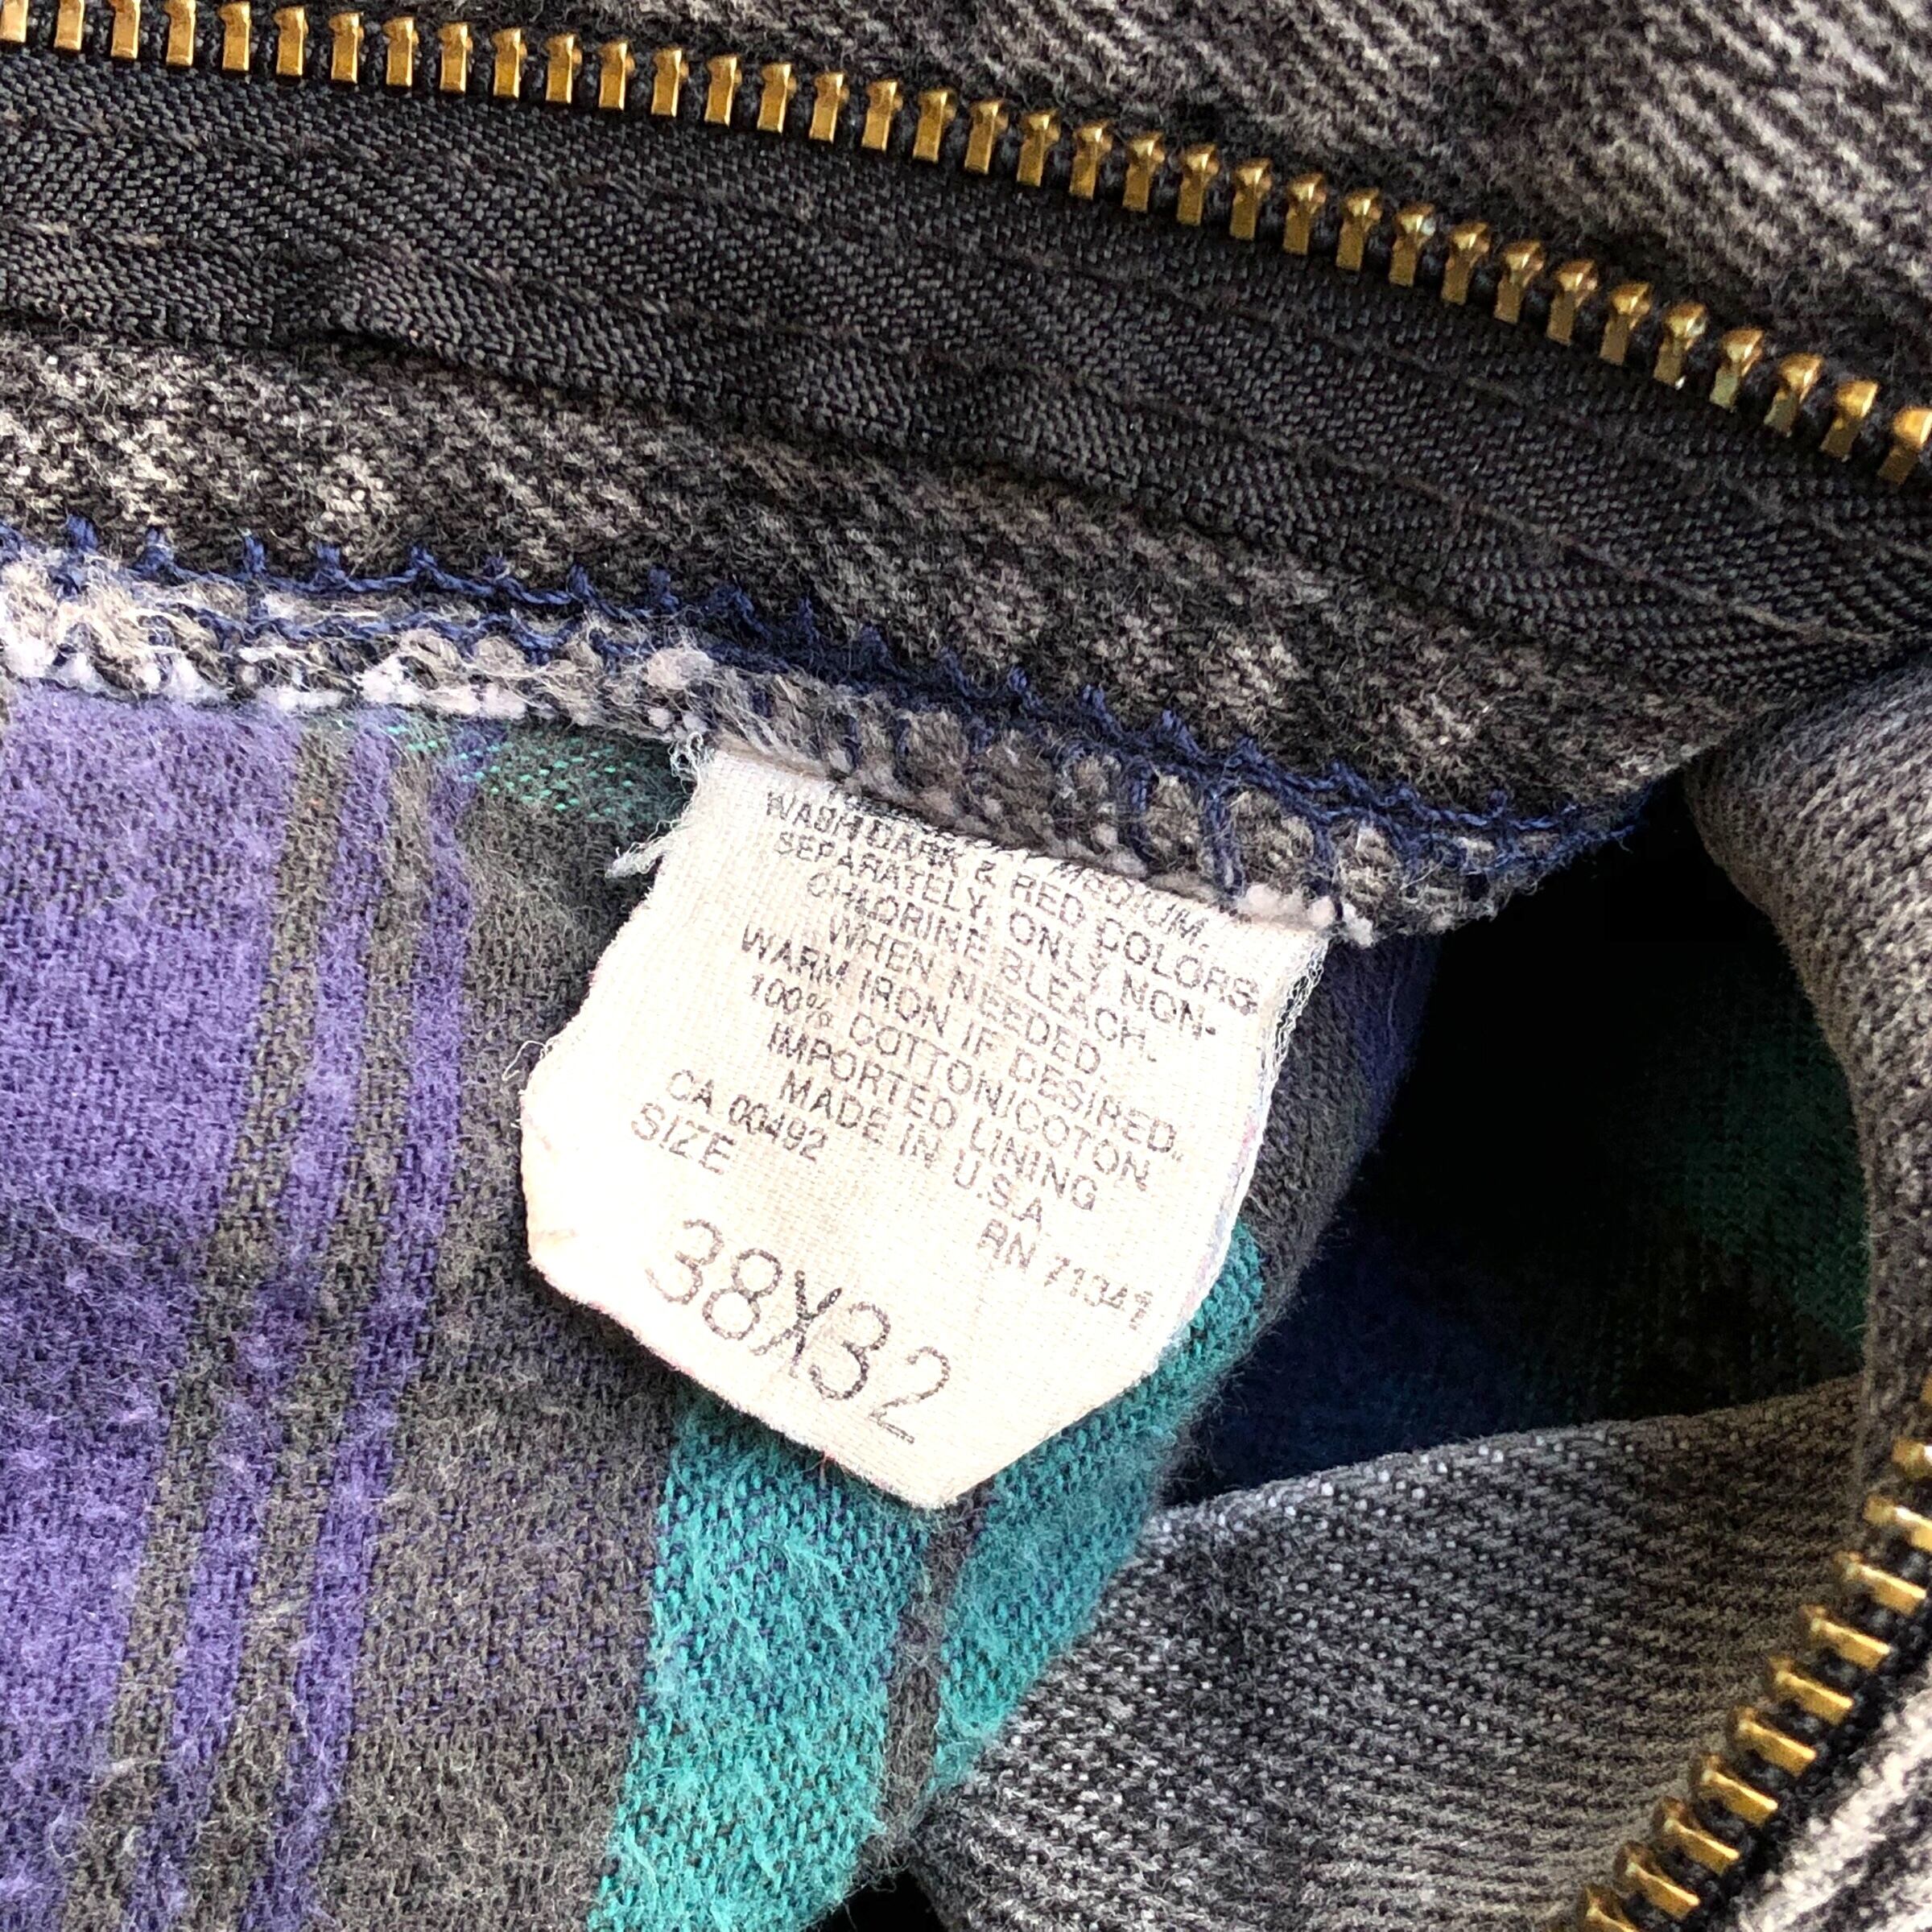 WASH DARK & MEDIUM
SEPARATELY. RED COLORS
ONLY NON-
CHLORINE BLEACH.
WHEN NEEDED.
WARM IRON IF DESIRED.
100% COTTON/COTON
IMPORTED LINING
MADE IN U.S.A
CA 00492 RN 71341
SIZE
38X32